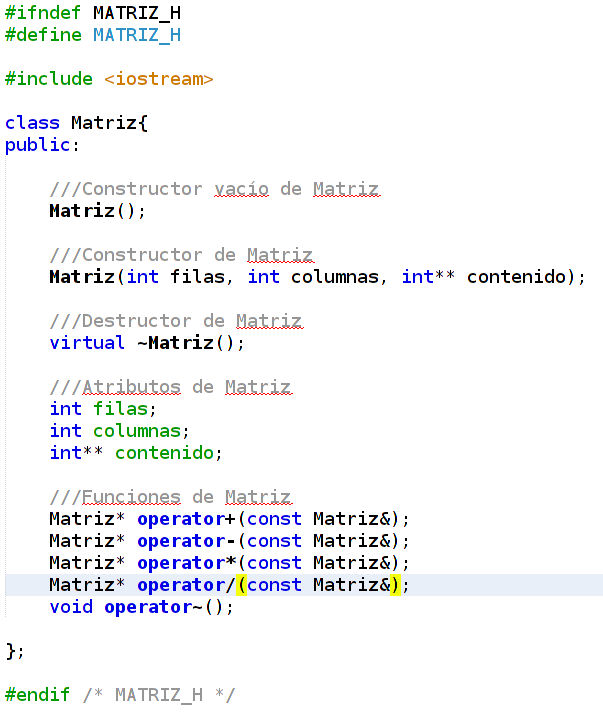 #ifndef MATRIZ_H
#define MATRIZ_H
#include <iostream>
class Matriz{
public:
///Constructor vacío de Matriz
Matriz();
///Constructor de Matriz
Matriz(int filas, int columnas, int** contenido);
///Destructor de Matriz
virtual ~Matriz();
///Atributos de Matriz
int filas;
int columnas;
int** contenido;
///Funciones de Matriz
Matriz* operator+(const Matriz&);
Matriz* operator-(const Matriz&);
Matriz* operator*(const Matriz&);
Matriz* operator/(const Matriz&);
void operator~();
};
#endif /* MATRIZ_H */